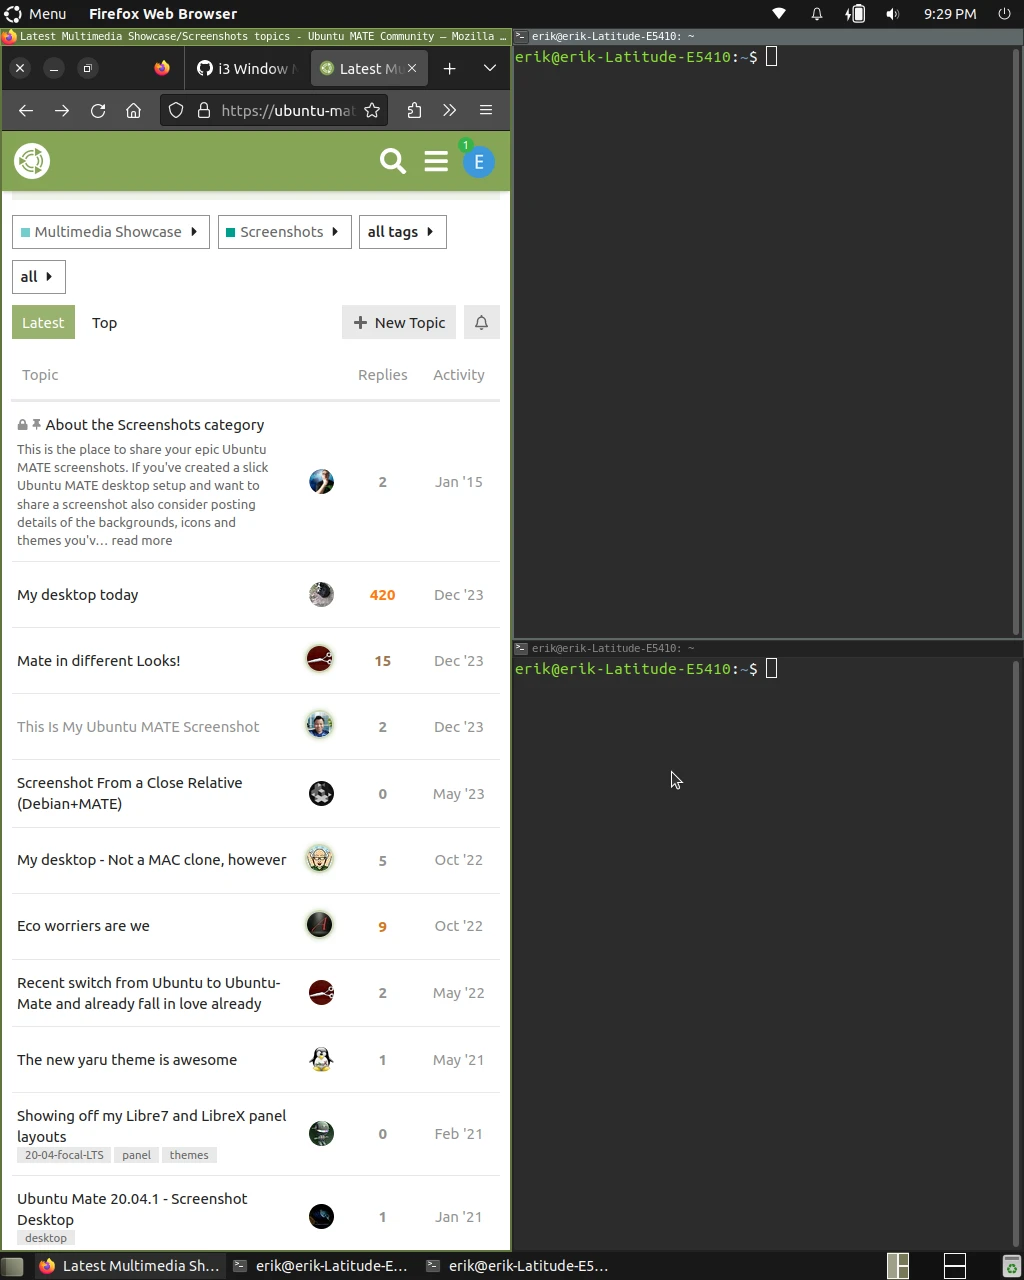 Menu Firefox Web Browser 9:29 PM
Latest Multimedia Showcase/Screenshots topics - Ubuntu MATE Community — Mozilla …
i3 Window M
Latest Mu
https://ubuntu-mat
1
E
Multimedia Showcase
Screenshots
all tags
all
Latest Top New Topic
Topic Replies Activity
About the Screenshots category
This is the place to share your epic Ubuntu
MATE screenshots. If you've created a slick
Ubuntu MATE desktop setup and want to
share a screenshot also consider posting
details of the backgrounds, icons and
themes you'v… read more
2 Jan '15
My desktop today 420 Dec '23
Mate in different Looks! 15 Dec '23
This Is My Ubuntu MATE Screenshot 2 Dec '23
Screenshot From a Close Relative
(Debian+MATE) 0 May '23
My desktop - Not a MAC clone, however 5 Oct '22
Eco worriers are we 9 Oct '22
Recent switch from Ubuntu to Ubuntu-
Mate and already fall in love already 2 May '22
The new yaru theme is awesome 1 May '21
Showing off my Libre7 and LibreX panel
layouts 0 Feb '21
20-04-focal-LTS panel themes
Ubuntu Mate 20.04.1 - Screenshot
Desktop 1 Jan '21
desktop
erik@erik-Latitude-E5410: ~
erik@erik-Latitude-E5410:~$
erik@erik-Latitude-E5410: ~
erik@erik-Latitude-E5410:~$
Latest Multimedia Sh… erik@erik-Latitude-E… erik@erik-Latitude-E5…